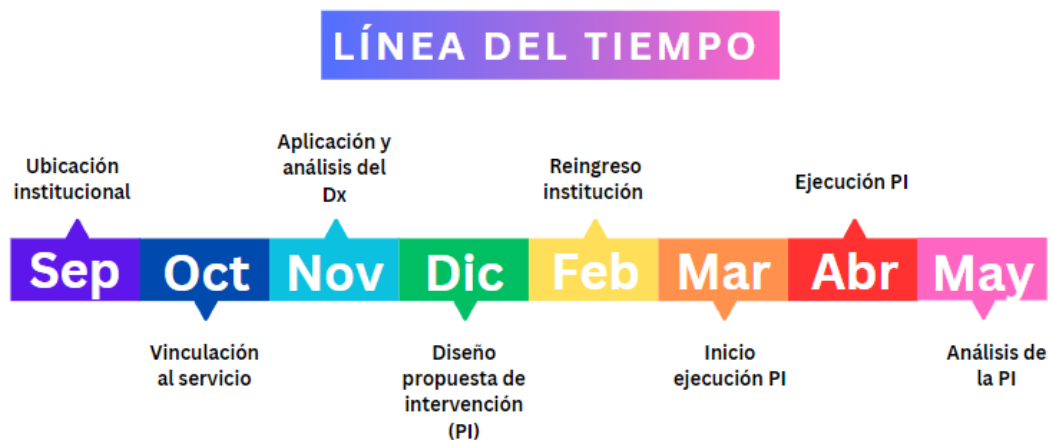 LÍNEA DEL TIEMPO
Ubicación
institucional
Aplicación y
análisis del
Dx
Reingreso
institución
Ejecución PI
Sep
Oct
Nov
Dic
Feb
Mar
Abr
May
Vinculación
al servicio
Diseño
propuesta de
intervención
(PI)
Inicio
ejecución PI
Análisis de
la PI